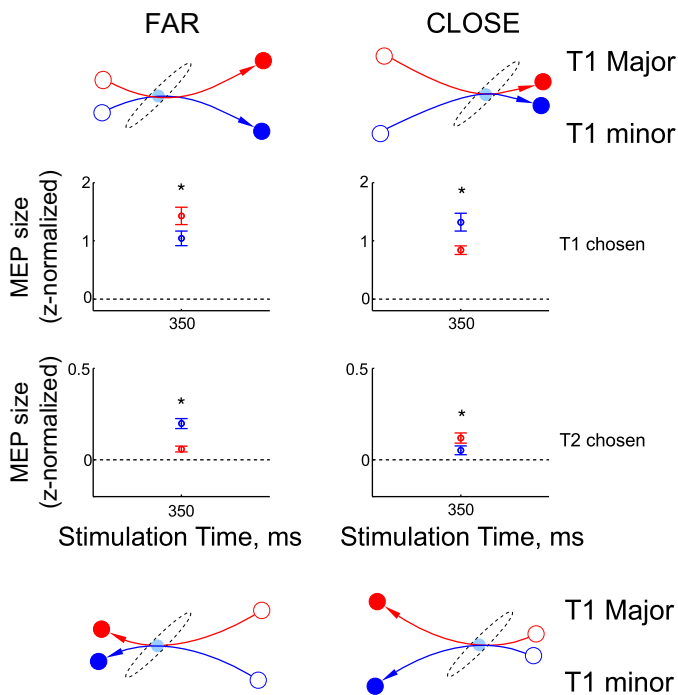 FAR
CLOSE
T1 Major
T1 minor
MEP size
(z-normalized)
2
1
0
*
350
2
1
0
*
350
T1 chosen
MEP size
(z-normalized)
0.5
0
*
350
0.5
0
*
350
T2 chosen
Stimulation Time, ms
Stimulation Time, ms
T1 Major
T1 minor